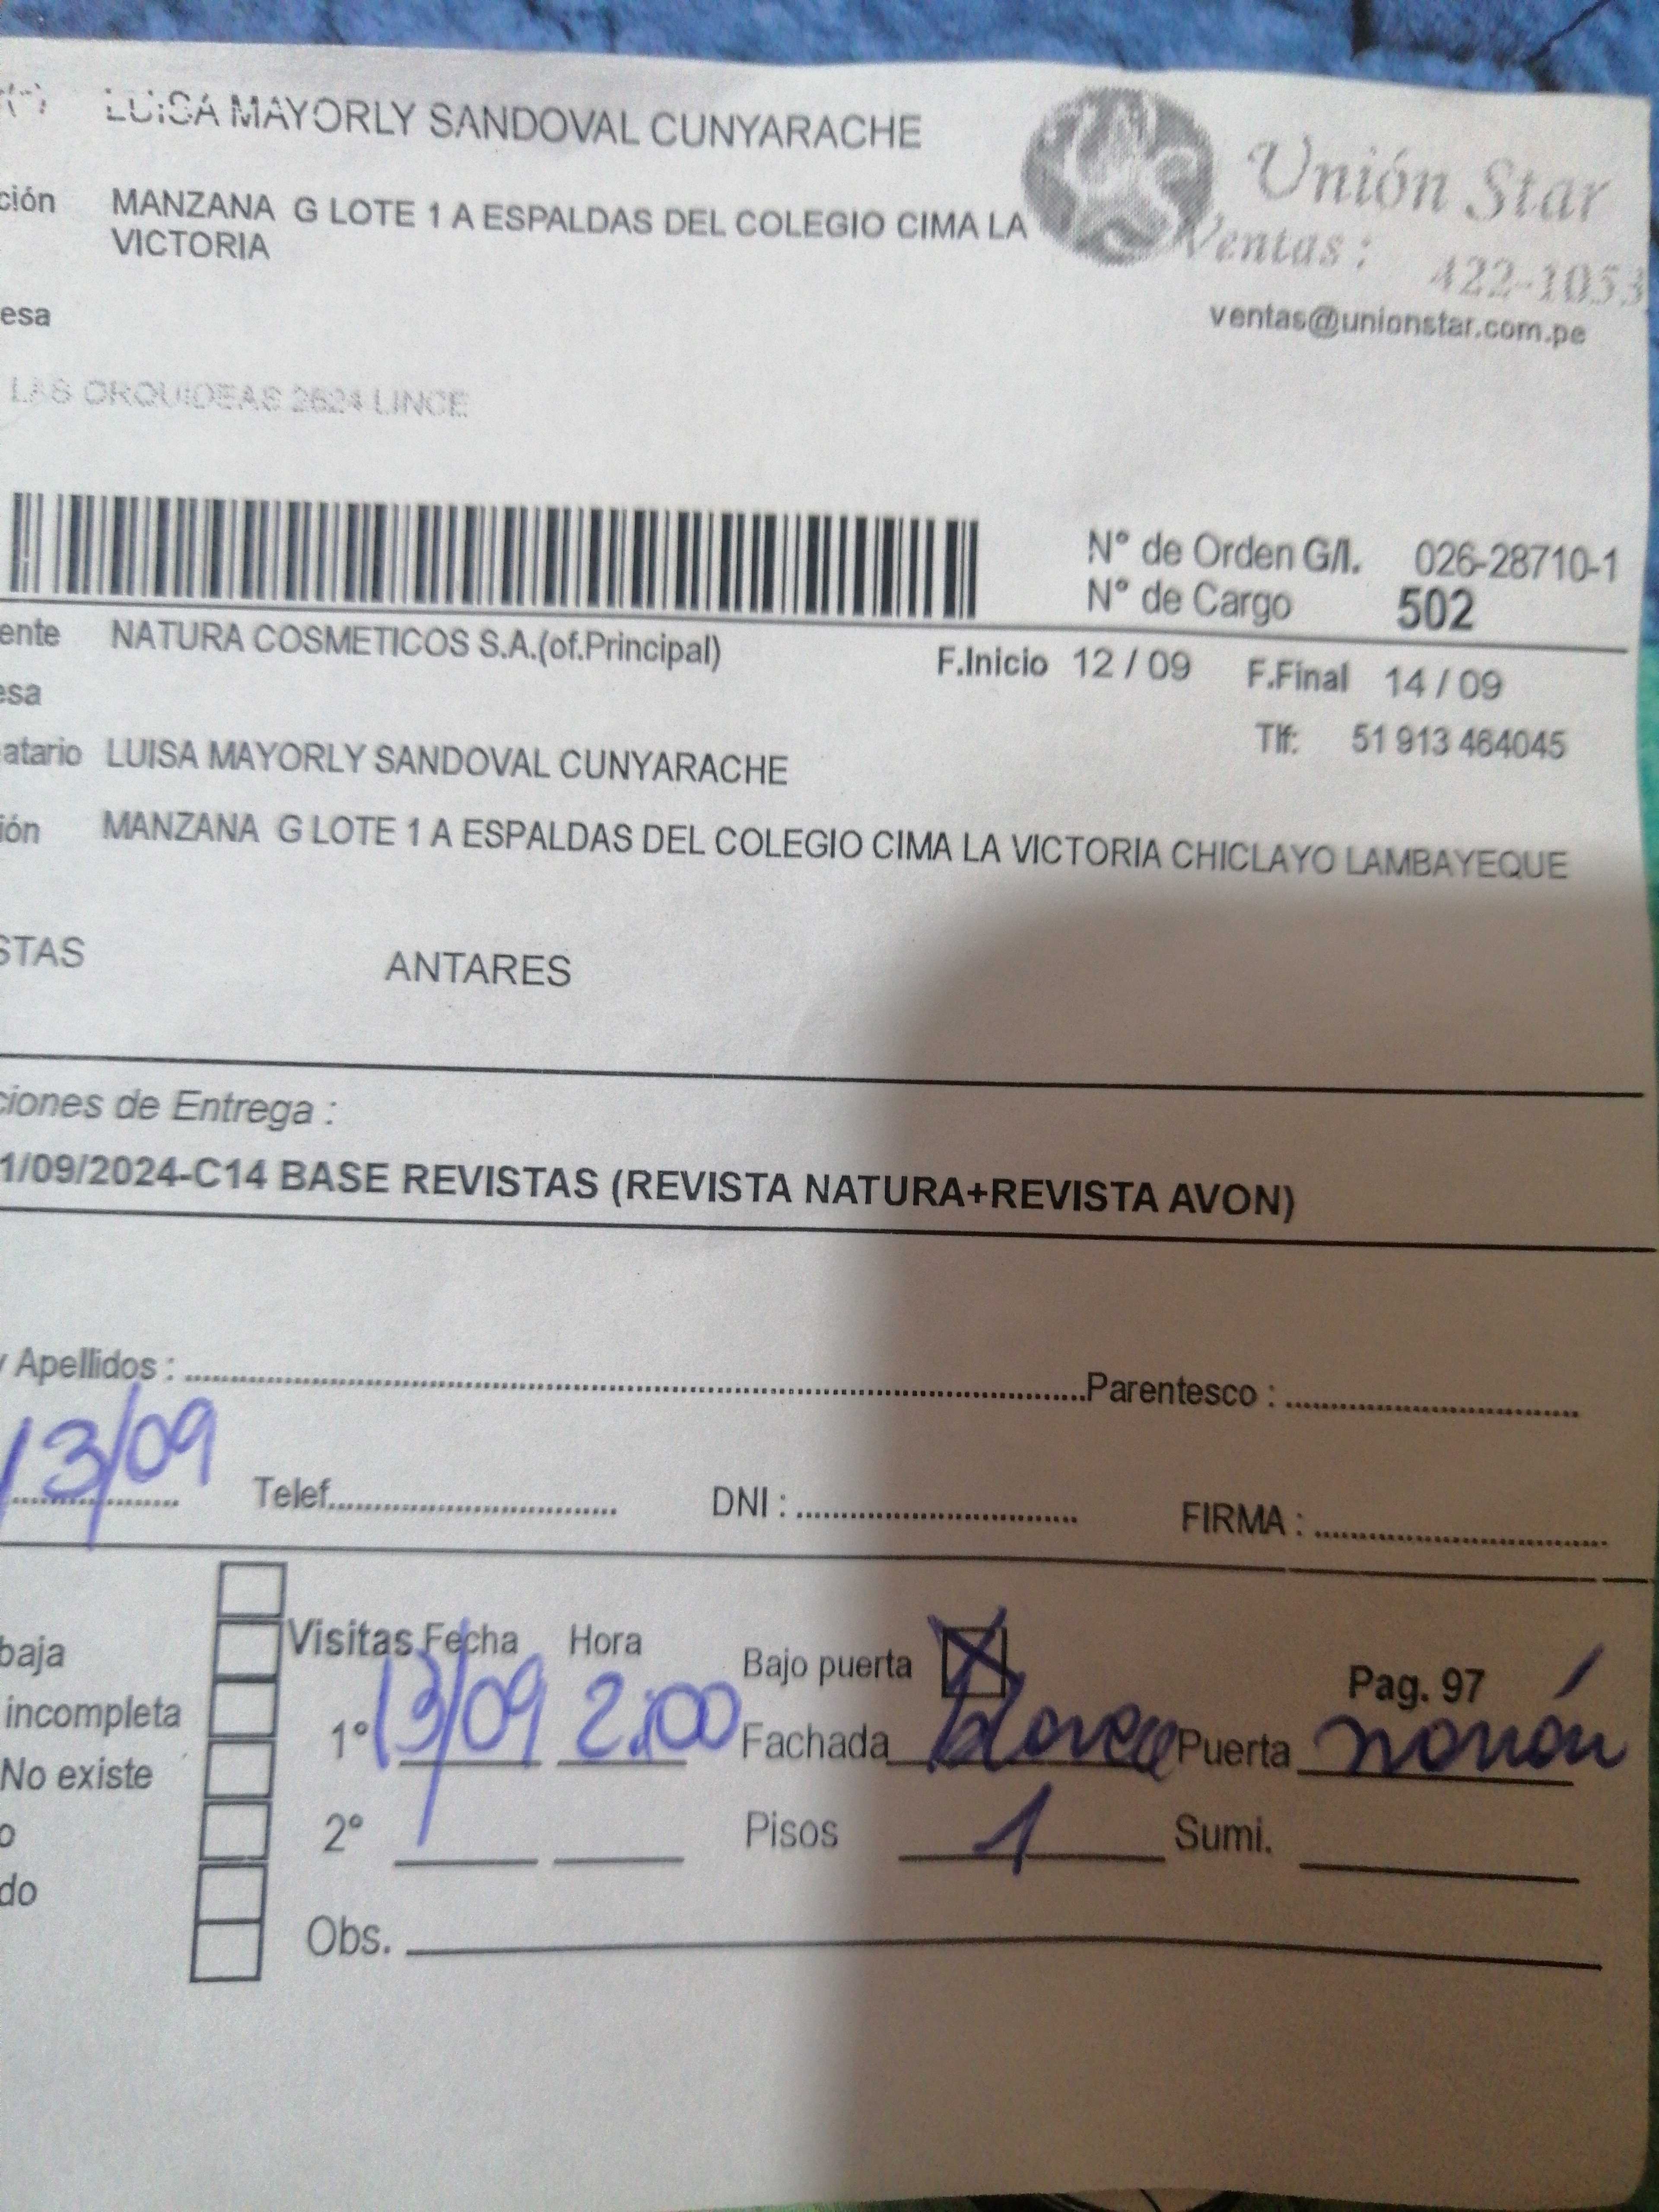 LUISA MAYORLY SANDOVAL CUNYARACHE
ción MANZANA G LOTE 1 A ESPALDAS DEL COLEGIO CIMA LA
VICTORIA
Unión Star
Ventas : 422-1053
ventas@unionstar.com.pe
esa
LAS ORQUIDEAS 2624 LINCE
N° de Orden G/I. 026-28710-1
N° de Cargo 502
ente NATURA COSMETICOS S.A.(of.Principal) F.Inicio 12 / 09 F.Final 14 / 09
esa
Tlf: 51 913 464045
atario LUISA MAYORLY SANDOVAL CUNYARACHE
ión MANZANA G LOTE 1 A ESPALDAS DEL COLEGIO CIMA LA VICTORIA CHICLAYO LAMBAYEQUE
STAS ANTARES
ciones de Entrega :
1/09/2024-C14 BASE REVISTAS (REVISTA NATURA+REVISTA AVON)
y Apellidos : Parentesco :
13/09 Telef. DNI : FIRMA :
Visitas Fecha Hora Bajo puerta X Pag. 97
baja
incompleta 1° 13/09 2:00 Fachada Puerta
No existe
o 2° Pisos 1 Sumi.
do
Obs.